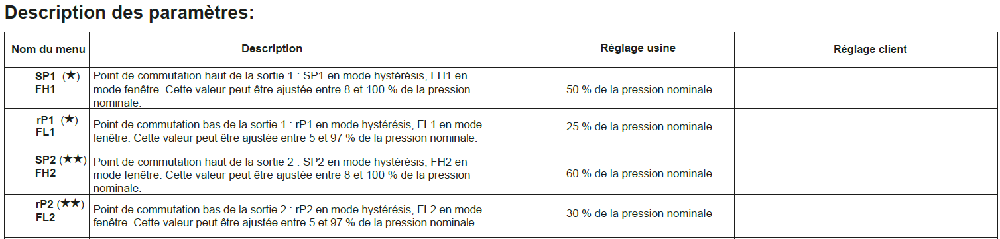 Description des paramètres:
Nom du menu Description Réglage usine Réglage client
SP1 (★)
FH1
Point de commutation haut de la sortie 1 : SP1 en mode hystérésis, FH1 en
mode fenêtre. Cette valeur peut être ajustée entre 8 et 100 % de la pression
nominale.
50 % de la pression nominale
rP1 (★)
FL1
Point de commutation bas de la sortie 1 : rP1 en mode hystérésis, FL1 en mode
fenêtre. Cette valeur peut être ajustée entre 5 et 97 % de la pression nominale.
25 % de la pression nominale
SP2 (★★)
FH2
Point de commutation haut de la sortie 2 : SP2 en mode hystérésis, FH2 en
mode fenêtre. Cette valeur peut être ajustée entre 8 et 100 % de la pression
nominale.
60 % de la pression nominale
rP2 (★★)
FL2
Point de commutation bas de la sortie 2 : rP2 en mode hystérésis, FL2 en mode
fenêtre. Cette valeur peut être ajustée entre 5 et 97 % de la pression nominale.
30 % de la pression nominale